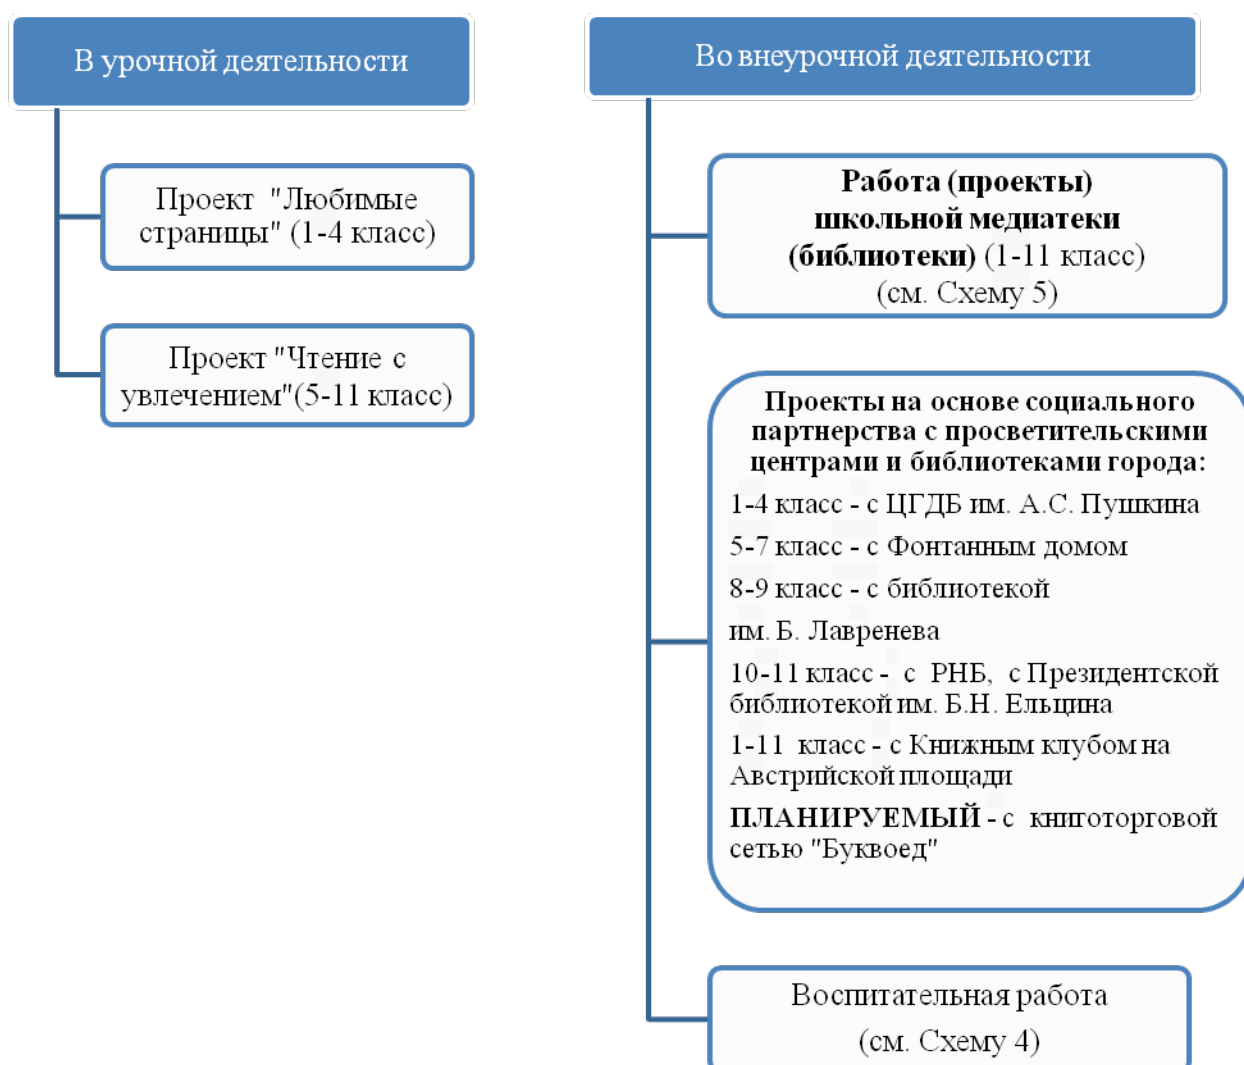 В урочной деятельности
Проект "Любимые
страницы" (1-4 класс)
Проект "Чтение с
увлечением"(5-11 класс)
Во внеурочной деятельности
Работа (проекты)
школьной медиатеки
(библиотеки) (1-11 класс)
(см. Схему 5)
Проекты на основе социального
партнерства с просветительскими
центрами и библиотеками города:
1-4 класс - с ЦГДБ им. А.С. Пушкина
5-7 класс - с Фонтанным домом
8-9 класс - с библиотекой
им. Б. Лавренева
10-11 класс - с РНБ, с Президентской
библиотекой им. Б.Н. Ельцина
1-11 класс - с Книжным клубом на
Австрийской площади
ПЛАНИРУЕМЫЙ - с книготорговой
сетью "Буквоед"
Воспитательная работа
(см. Схему 4)